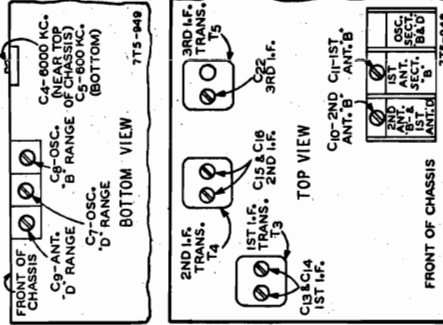 FRONT OF
CHASSIS
C9-ANT.
"D" RANGE
C7-OSC.
"D" RANGE
C8-OSC.
"B" RANGE
C4-6000 KC.
(NEAR TOP
OF CHASSIS)
C5-600 KC.
(BOTTOM)
BOTTOM VIEW
7T5-949
2ND I.F.
TRANS.
T4
C15 & C16
2ND I.F.
3RD I.F.
TRANS.
T5
C22
3RD I.F.
1ST I.F.
TRANS.
T3
C13 & C14
1ST I.F.
TOP VIEW
C10-2ND
ANT. "B"
C11-1ST
ANT. "B"
2ND
ANT.
"B" &
1ST
ANT. D
1ST
ANT.
SECT.
"B"
OSC.
SECT.
B & D
FRONT OF CHASSIS